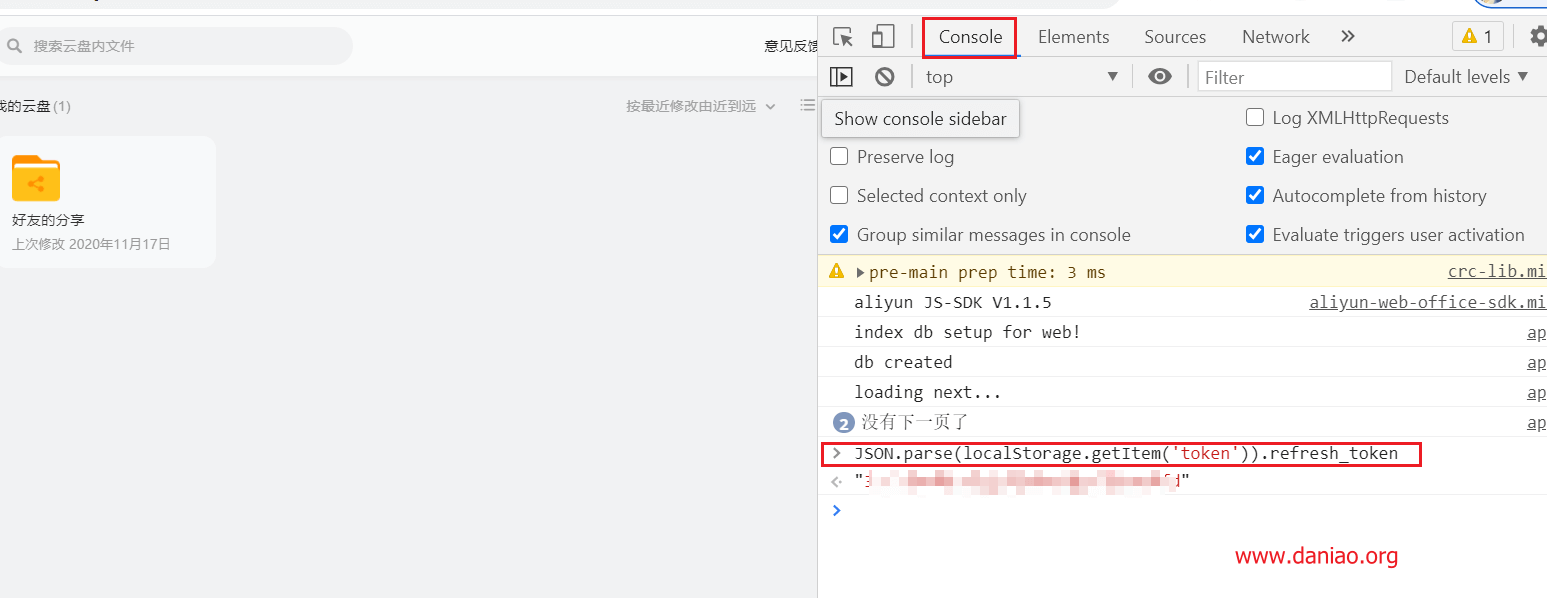 搜索云盘内文件
意见反馈
我的云盘 (1)
按最近修改由近到远
好友的分享
上次修改 2020年11月17日
Console Elements Sources Network 1
top Filter Default levels
Show console sidebar
Log XMLHttpRequests
Preserve log
Eager evaluation
Selected context only
Autocomplete from history
Group similar messages in console
Evaluate triggers user activation
pre-main prep time: 3 ms crc-lib.mi
aliyun JS-SDK V1.1.5 aliyun-web-office-sdk.mi
index db setup for web! ap
db created ap
loading next... ap
2 没有下一页了 ap
JSON.parse(localStorage.getItem('token')).refresh_token
www.daniao.org